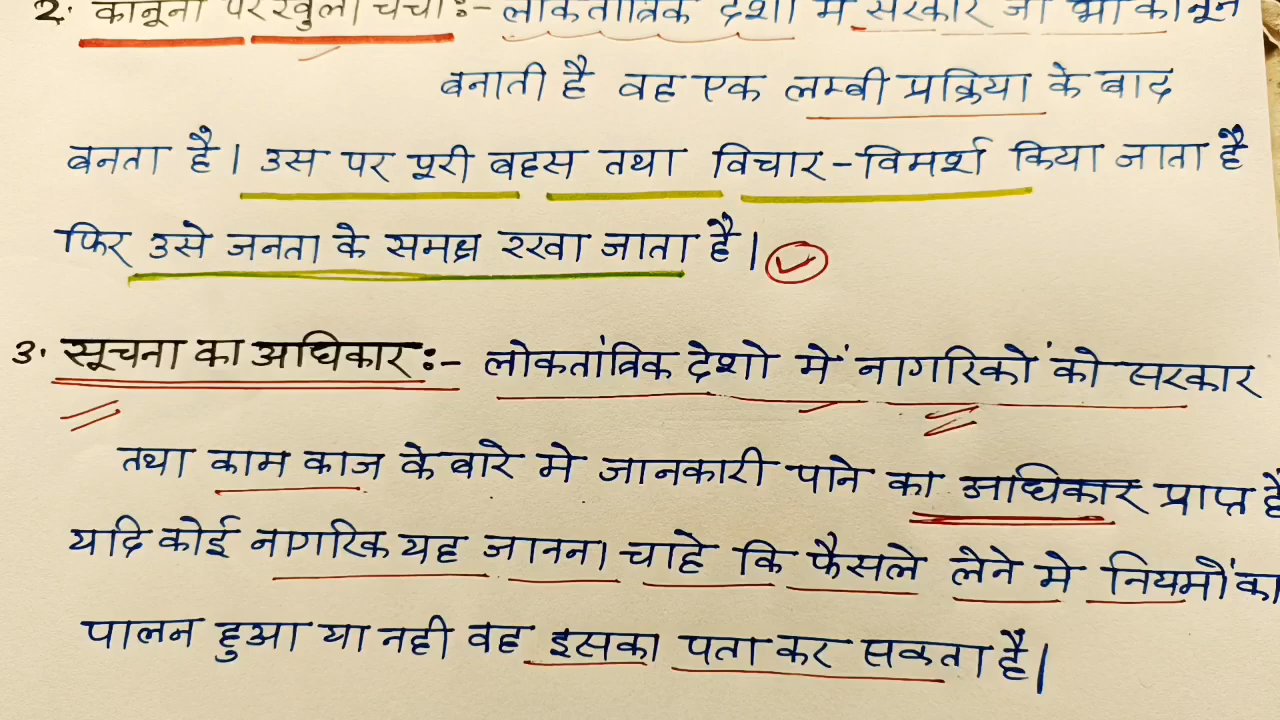 2. कानूनो पर खुली चर्चा :- लोकतांत्रिक देशो में सरकार जो भी कानून
बनाती है वह एक लम्बी प्रक्रिया के बाद
बनता है। उस पर पूरी बहस तथा विचार-विमर्श किया जाता है
फिर उसे जनता के समक्ष रखा जाता है।
3. सूचना का अधिकार :- लोकतांत्रिक देशो में नागरिकों को सरकार
तथा काम काज के बारे मे जानकारी पाने का अधिकार प्राप्त है
यदि कोई नागरिक यह जानना चाहे कि फैसले लेने मे नियमों का
पालन हुआ या नही वह इसका पता कर सकता है।